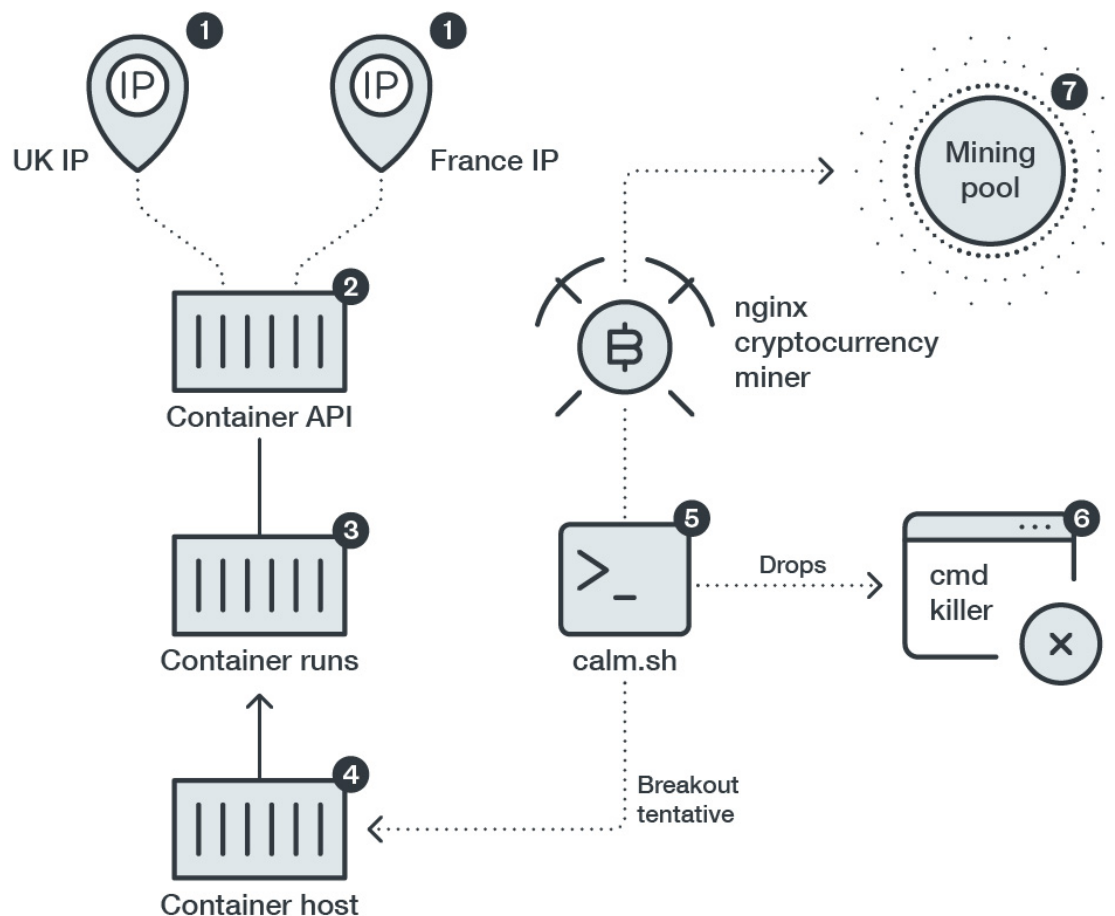 1
1
IP
IP
UK IP
France IP
7
Mining
pool
2
Container API
nginx
cryptocurrency
miner
3
Container runs
5
>_
calm.sh
Drops
6
cmd
killer
4
Container host
Breakout
tentative